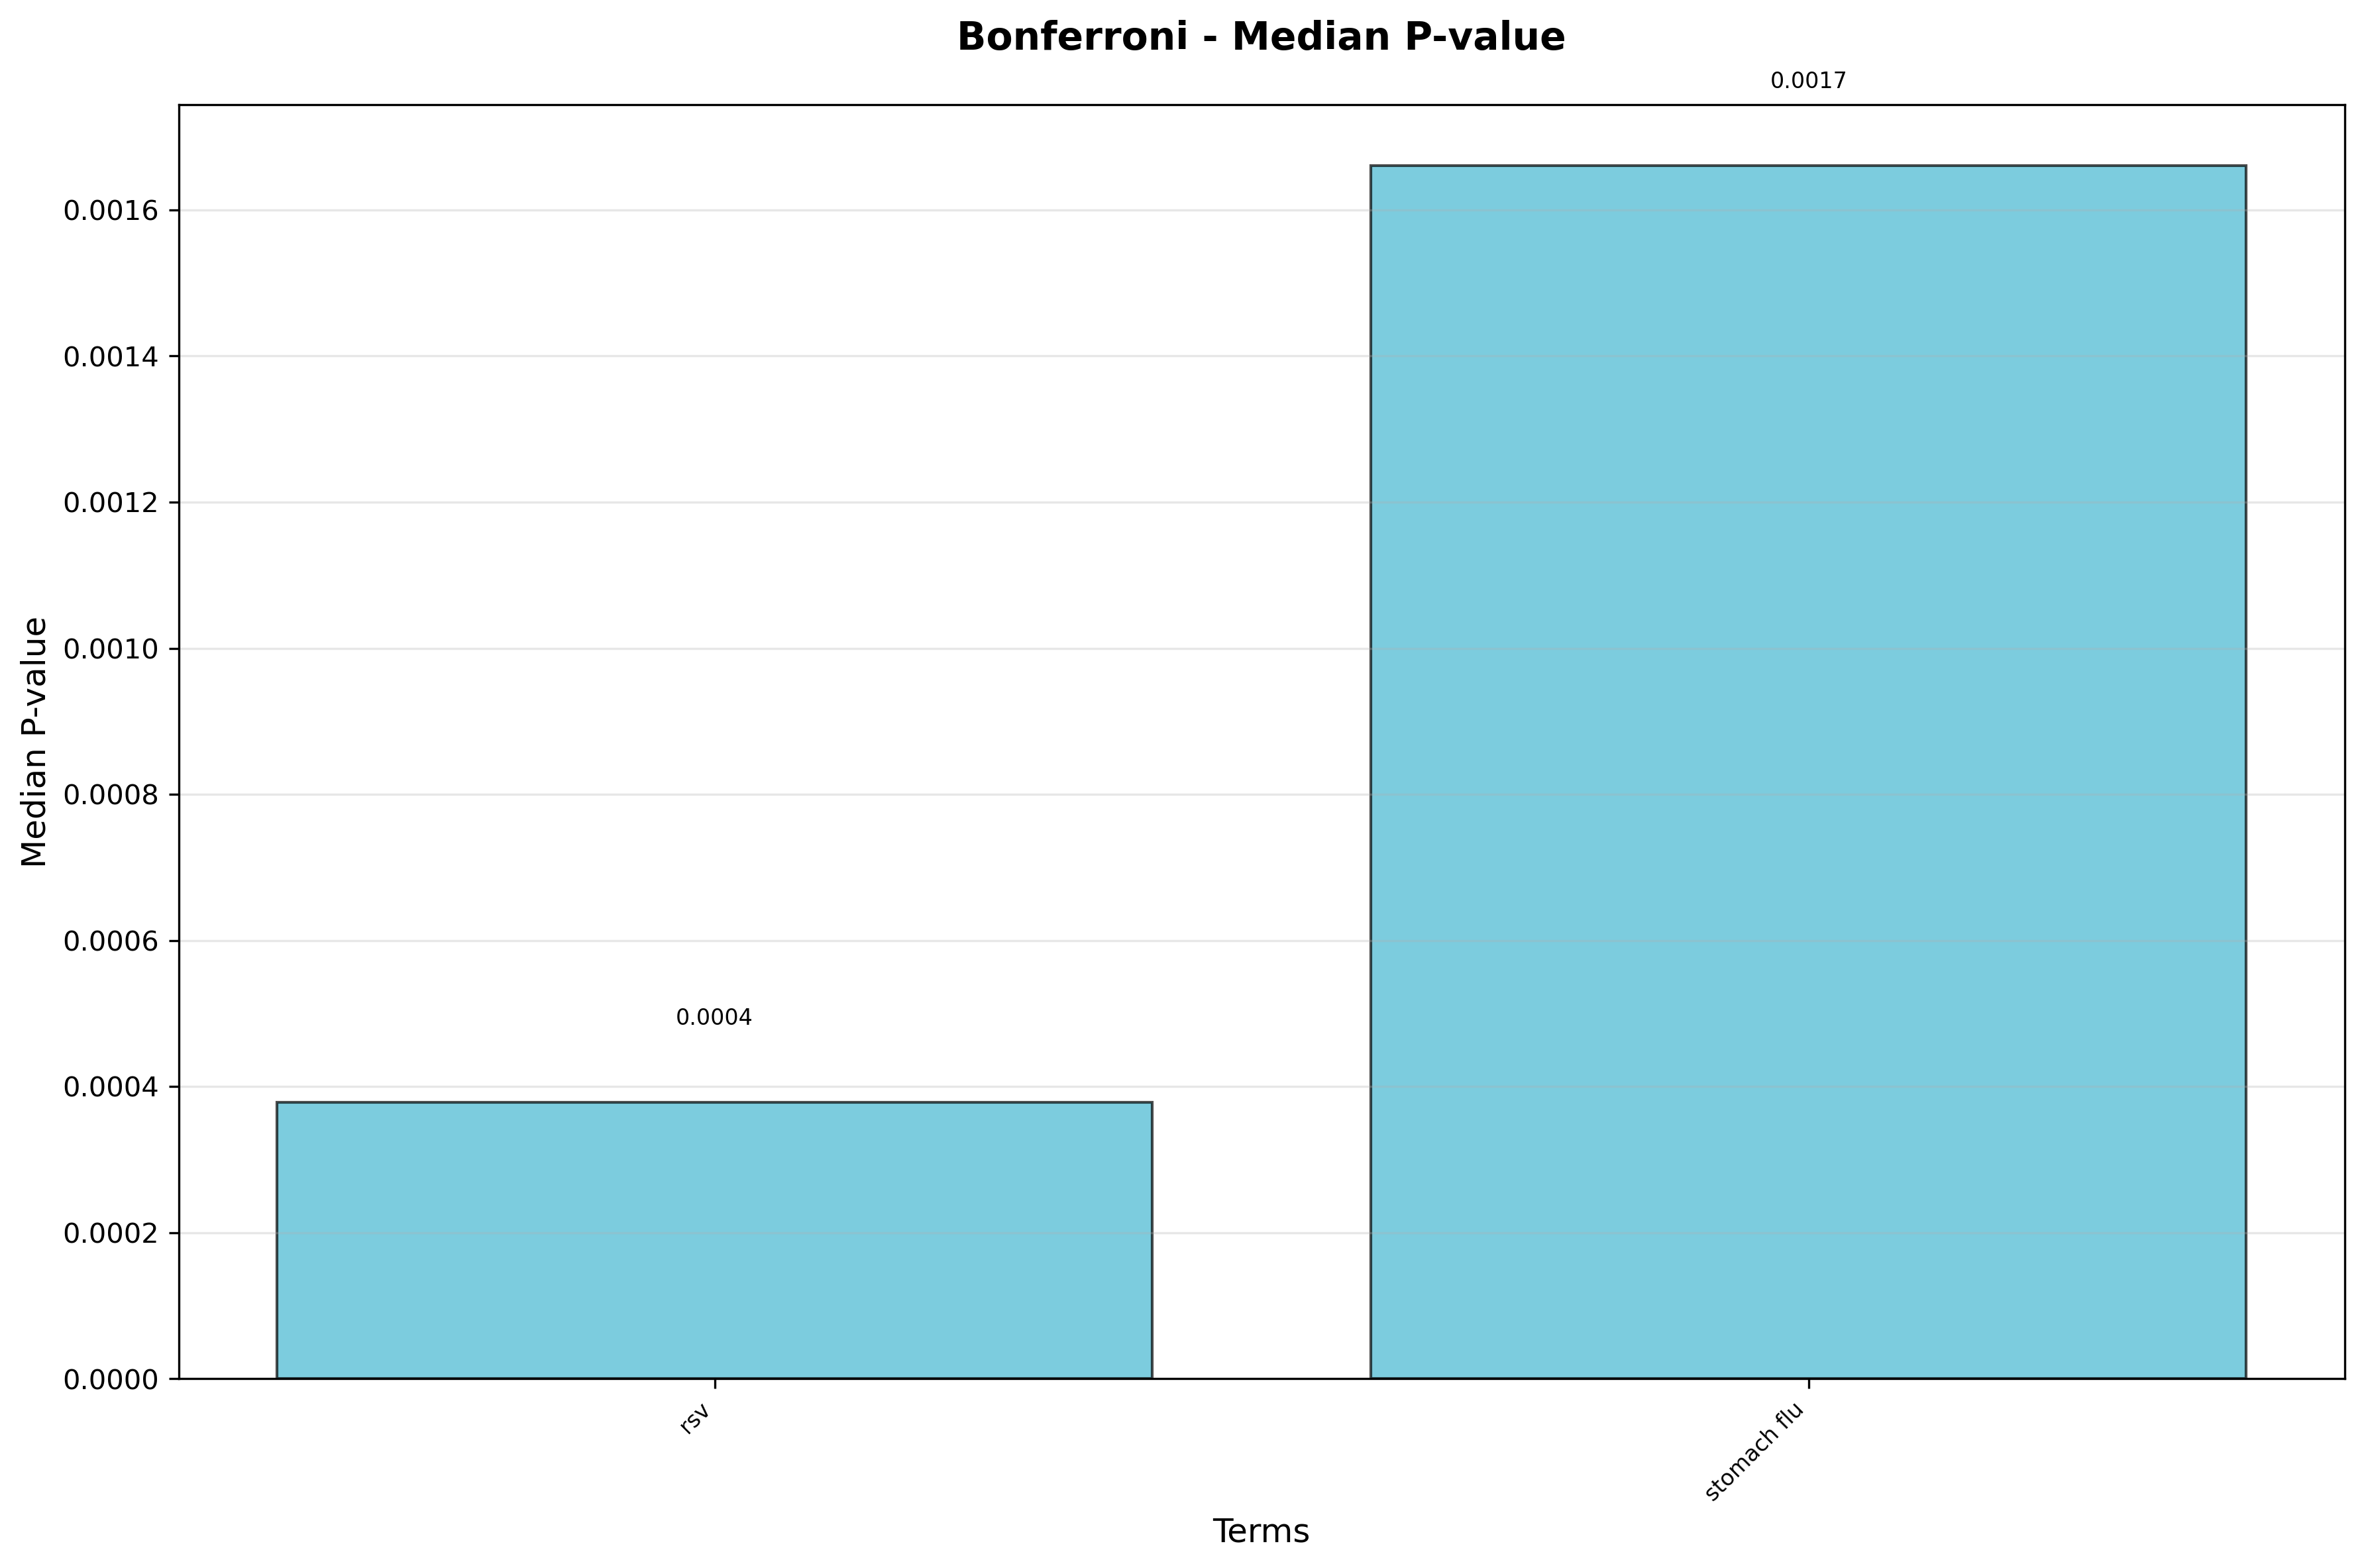 Bonferroni - Median P-value
0.0017
0.0016
0.0014
0.0012
0.0010
0.0008
0.0006
0.0004
0.0002
0.0000
Median P-value
0.0004
rsv
stomach flu
Terms